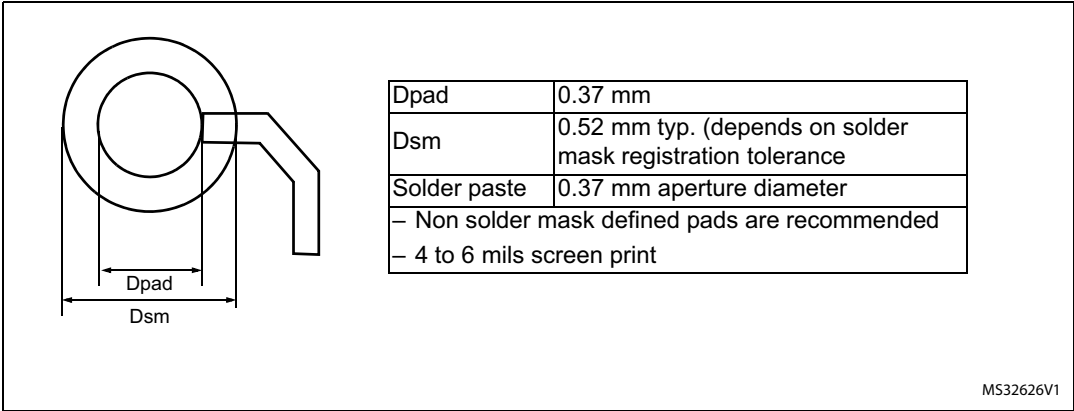 Dpad
Dsm
Dpad 0.37 mm
Dsm 0.52 mm typ. (depends on solder
mask registration tolerance
Solder paste 0.37 mm aperture diameter
– Non solder mask defined pads are recommended
– 4 to 6 mils screen print
MS32626V1